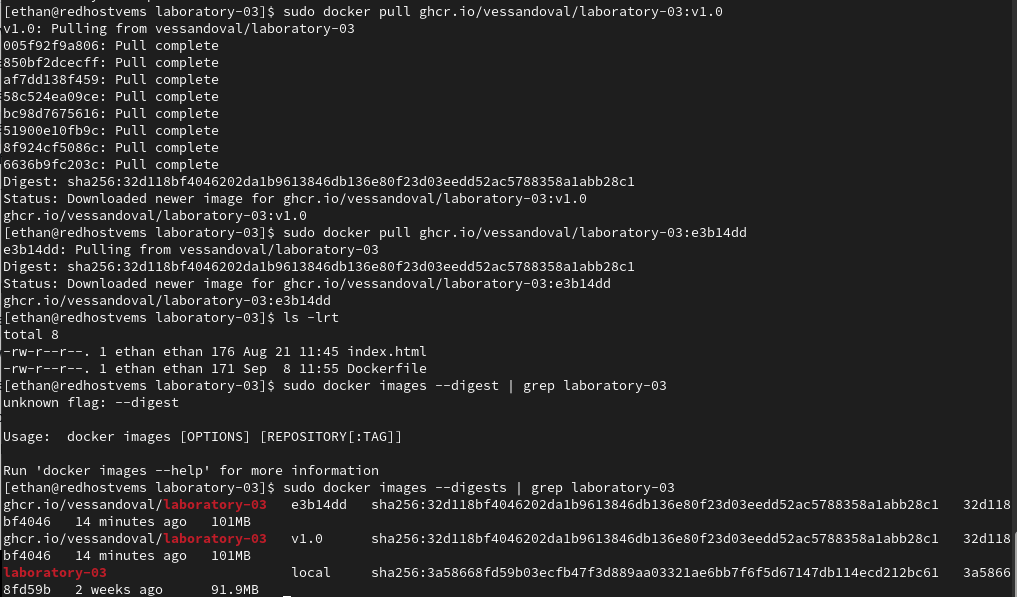 [ethan@redhostvems laboratory-03]$ sudo docker pull ghcr.io/vessandoval/laboratory-03:v1.0
v1.0: Pulling from vessandoval/laboratory-03
005f92f9a806: Pull complete
850bf2dcecff: Pull complete
af7dd138f459: Pull complete
58c524ea09ce: Pull complete
bc98d7675616: Pull complete
51900e10fb9c: Pull complete
8f924cf5086c: Pull complete
6636b9fc203c: Pull complete
Digest: sha256:32d118bf4046202da1b9613846db136e80f23d03eedd52ac5788358a1abb28c1
Status: Downloaded newer image for ghcr.io/vessandoval/laboratory-03:v1.0
ghcr.io/vessandoval/laboratory-03:v1.0
[ethan@redhostvems laboratory-03]$ sudo docker pull ghcr.io/vessandoval/laboratory-03:e3b14dd
e3b14dd: Pulling from vessandoval/laboratory-03
Digest: sha256:32d118bf4046202da1b9613846db136e80f23d03eedd52ac5788358a1abb28c1
Status: Downloaded newer image for ghcr.io/vessandoval/laboratory-03:e3b14dd
ghcr.io/vessandoval/laboratory-03:e3b14dd
[ethan@redhostvems laboratory-03]$ ls -lrt
total 8
-rw-r--r--. 1 ethan ethan 176 Aug 21 11:45 index.html
-rw-r--r--. 1 ethan ethan 171 Sep  8 11:55 Dockerfile
[ethan@redhostvems laboratory-03]$ sudo docker images --digest | grep laboratory-03
unknown flag: --digest
Usage:  docker images [OPTIONS] [REPOSITORY[:TAG]]
Run 'docker images --help' for more information
[ethan@redhostvems laboratory-03]$ sudo docker images --digests | grep laboratory-03
ghcr.io/vessandoval/laboratory-03   e3b14dd   sha256:32d118bf4046202da1b9613846db136e80f23d03eedd52ac5788358a1abb28c1   32d118
bf4046   14 minutes ago   101MB
ghcr.io/vessandoval/laboratory-03   v1.0      sha256:32d118bf4046202da1b9613846db136e80f23d03eedd52ac5788358a1abb28c1   32d118
bf4046   14 minutes ago   101MB
laboratory-03                       local     sha256:3a58668fd59b03ecfb47f3d889aa03321ae6bb7f6f5d67147db114ecd212bc61   3a5866
8fd59b   2 weeks ago      91.9MB